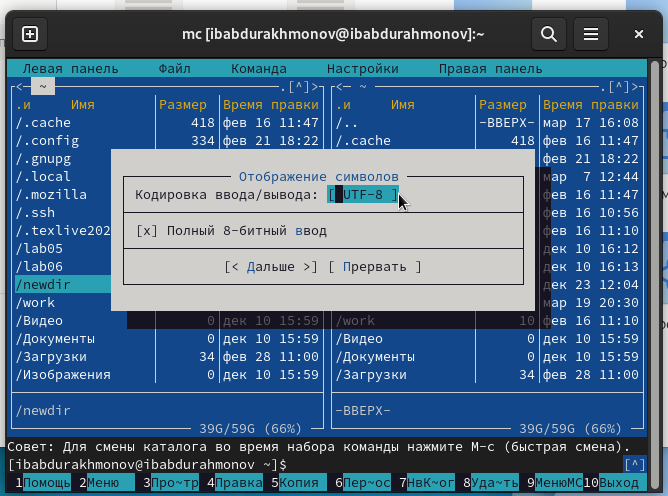 mc [ibabdurakhmonov@ibabdurahmonov]:~
Левая панель Файл Команда Настройки Правая панель
<─ ~ .[^]> <─ ~ .[^]>
.и Имя Размер Время правки .и Имя Размер Время правки
/.cache 418 фев 16 11:47 /.. -ВВЕРХ- мар 17 16:08
/.config 334 фев 21 18:22 /.cache 418 фев 16 11:47
/.gnupg фев 21 18:22
/.local Отображение символов мар 7 12:44
/.mozilla Кодировка ввода/вывода: [ UTF-8 ] фев 16 11:47
/.ssh фев 16 10:56
/.texlive202 [x] Полный 8-битный ввод фев 16 11:10
/lab05 дек 10 16:12
/lab06 [< Дальше >] [ Прервать ] дек 10 16:13
/newdir дек 23 12:04
/work мар 19 20:30
/Видео 0 дек 10 15:59 /work 10 фев 16 11:10
/Документы 0 дек 10 15:59 /Видео 0 дек 10 15:59
/Загрузки 34 фев 28 11:00 /Документы 0 дек 10 15:59
/Изображения 0 дек 10 15:59 /Загрузки 34 фев 28 11:00
/newdir -ВВЕРХ-
39G/59G (66%) 39G/59G (66%)
Совет: Для смены каталога во время набора команды нажмите M-c (быстрая смена).
[ibabdurakhmonov@ibabdurahmonov ~]$ [^]
1Помощь 2Меню 3Про~тр 4Правка 5Копия 6Пер~ос 7НвК~ог 8Уда~ть 9МенюМС 10Выход